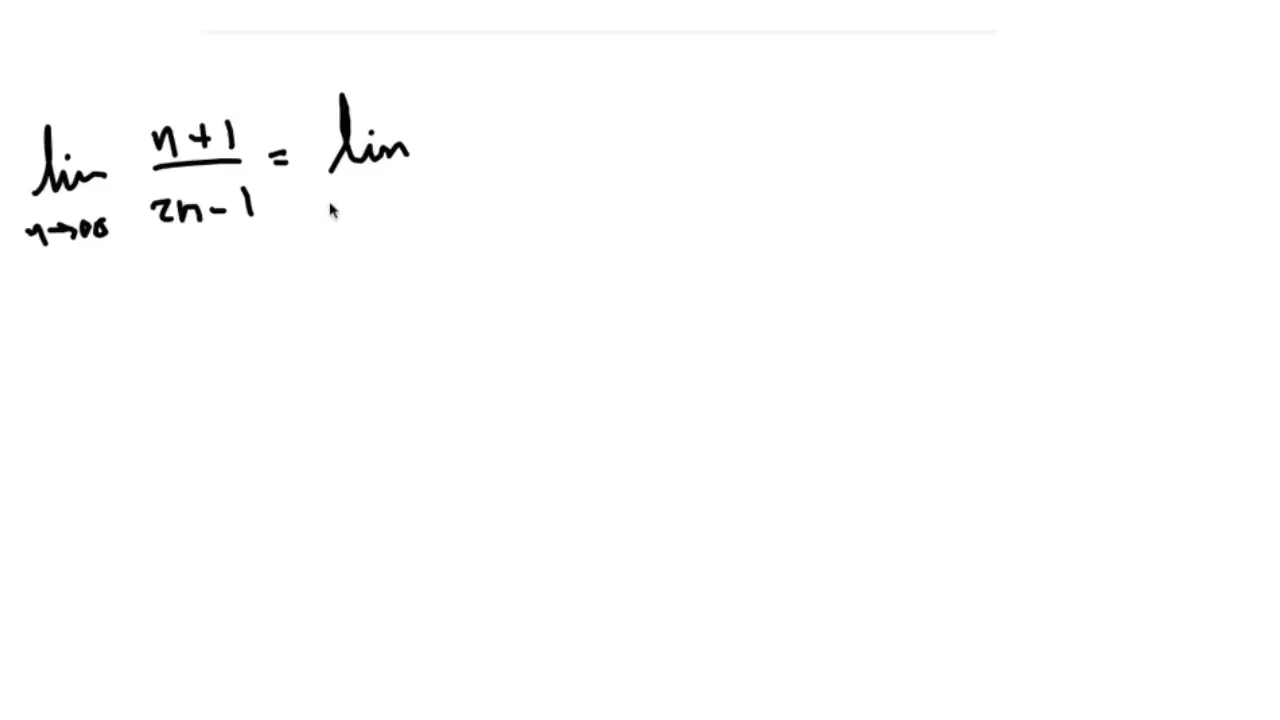 lim n→∞ n+1 / 2n-1 = lim